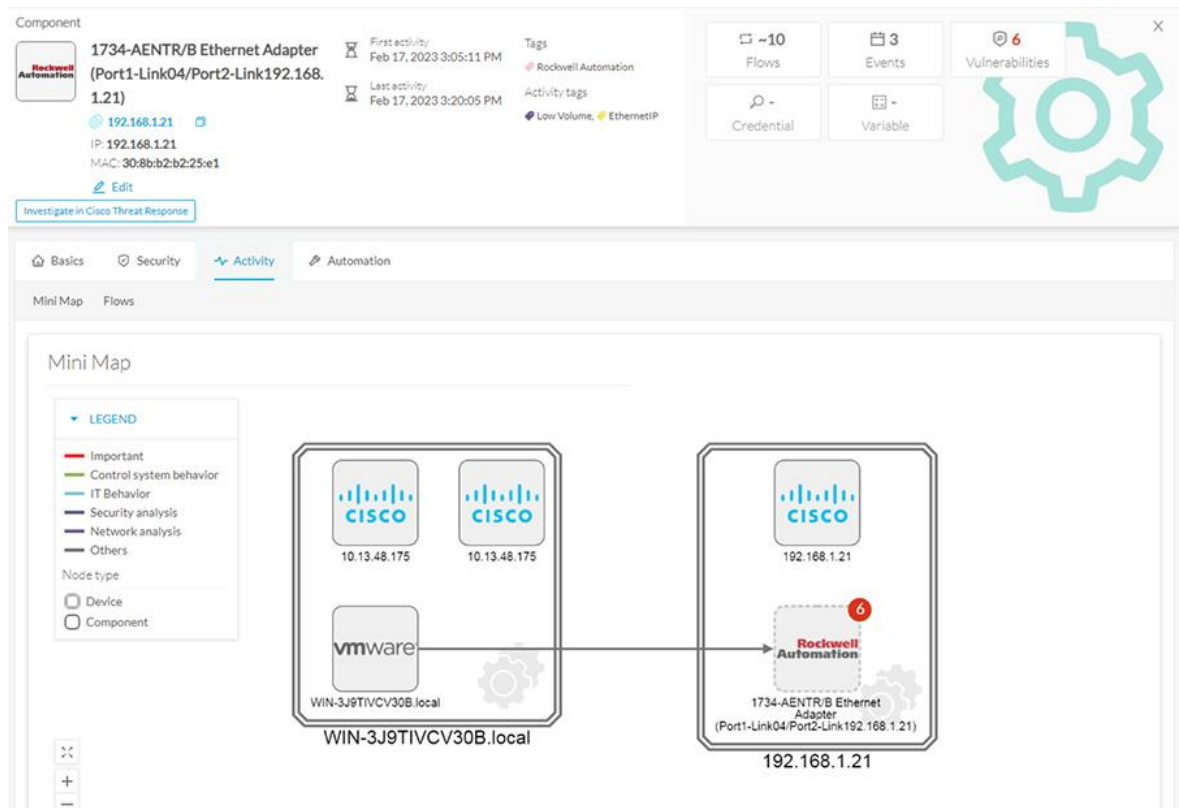 Component
Rockwell
Automation
1734-AENTR/B Ethernet Adapter
(Port1-Link04/Port2-Link192.168.
1.21)
192.168.1.21
IP: 192.168.1.21
MAC: 30:8b:b2:b2:25:e1
Edit
Investigate in Cisco Threat Response
First activity
Feb 17, 2023 3:05:11 PM
Last activity
Feb 17, 2023 3:20:05 PM
Tags
Rockwell Automation
Activity tags
Low Volume, EthernetIP
~10
Flows
3
Events
6
Vulnerabilities
-
Credential
-
Variable
Basics Security Activity Automation
Mini Map Flows
Mini Map
LEGEND
Important
Control system behavior
IT Behavior
Security analysis
Network analysis
Others
Node type
Device
Component
CISCO
10.13.48.175
CISCO
10.13.48.175
vmware
WIN-3J9TIVCV30B.local
WIN-3J9TIVCV30B.local
CISCO
192.168.1.21
6
Rockwell
Automation
1734-AENTR/B Ethernet
Adapter
(Port1-Link04/Port2-Link192.168.1.21)
192.168.1.21